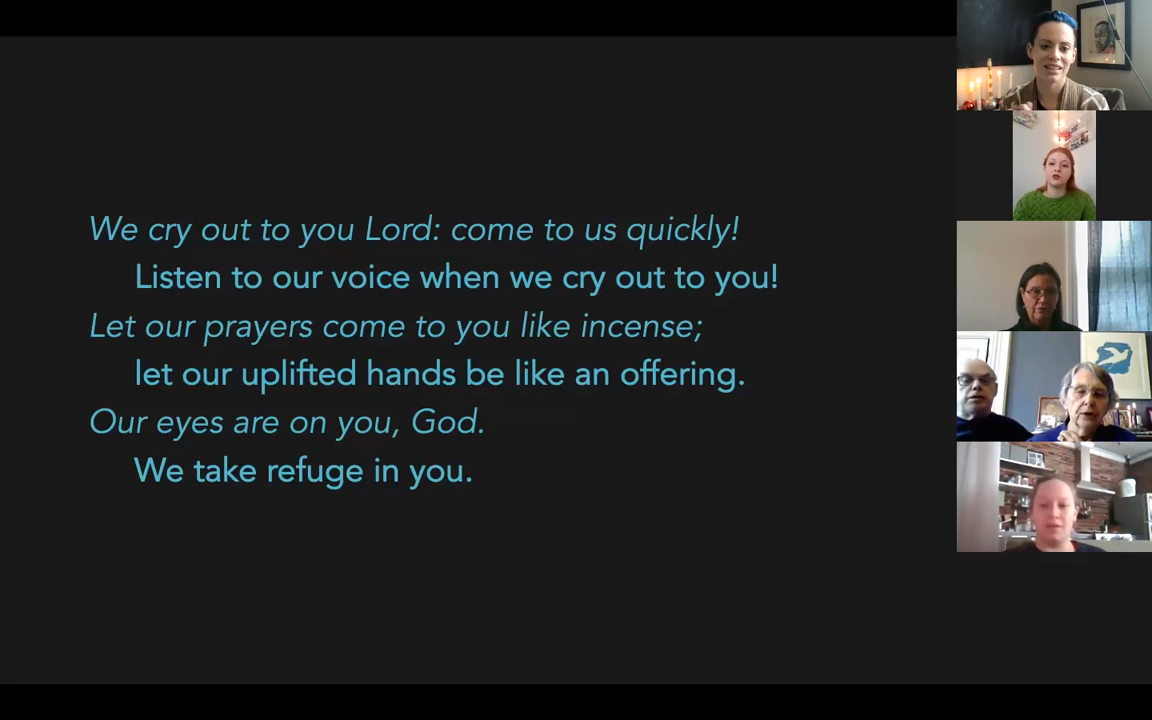 We cry out to you Lord: come to us quickly!
Listen to our voice when we cry out to you!
Let our prayers come to you like incense;
let our uplifted hands be like an offering.
Our eyes are on you, God.
We take refuge in you.